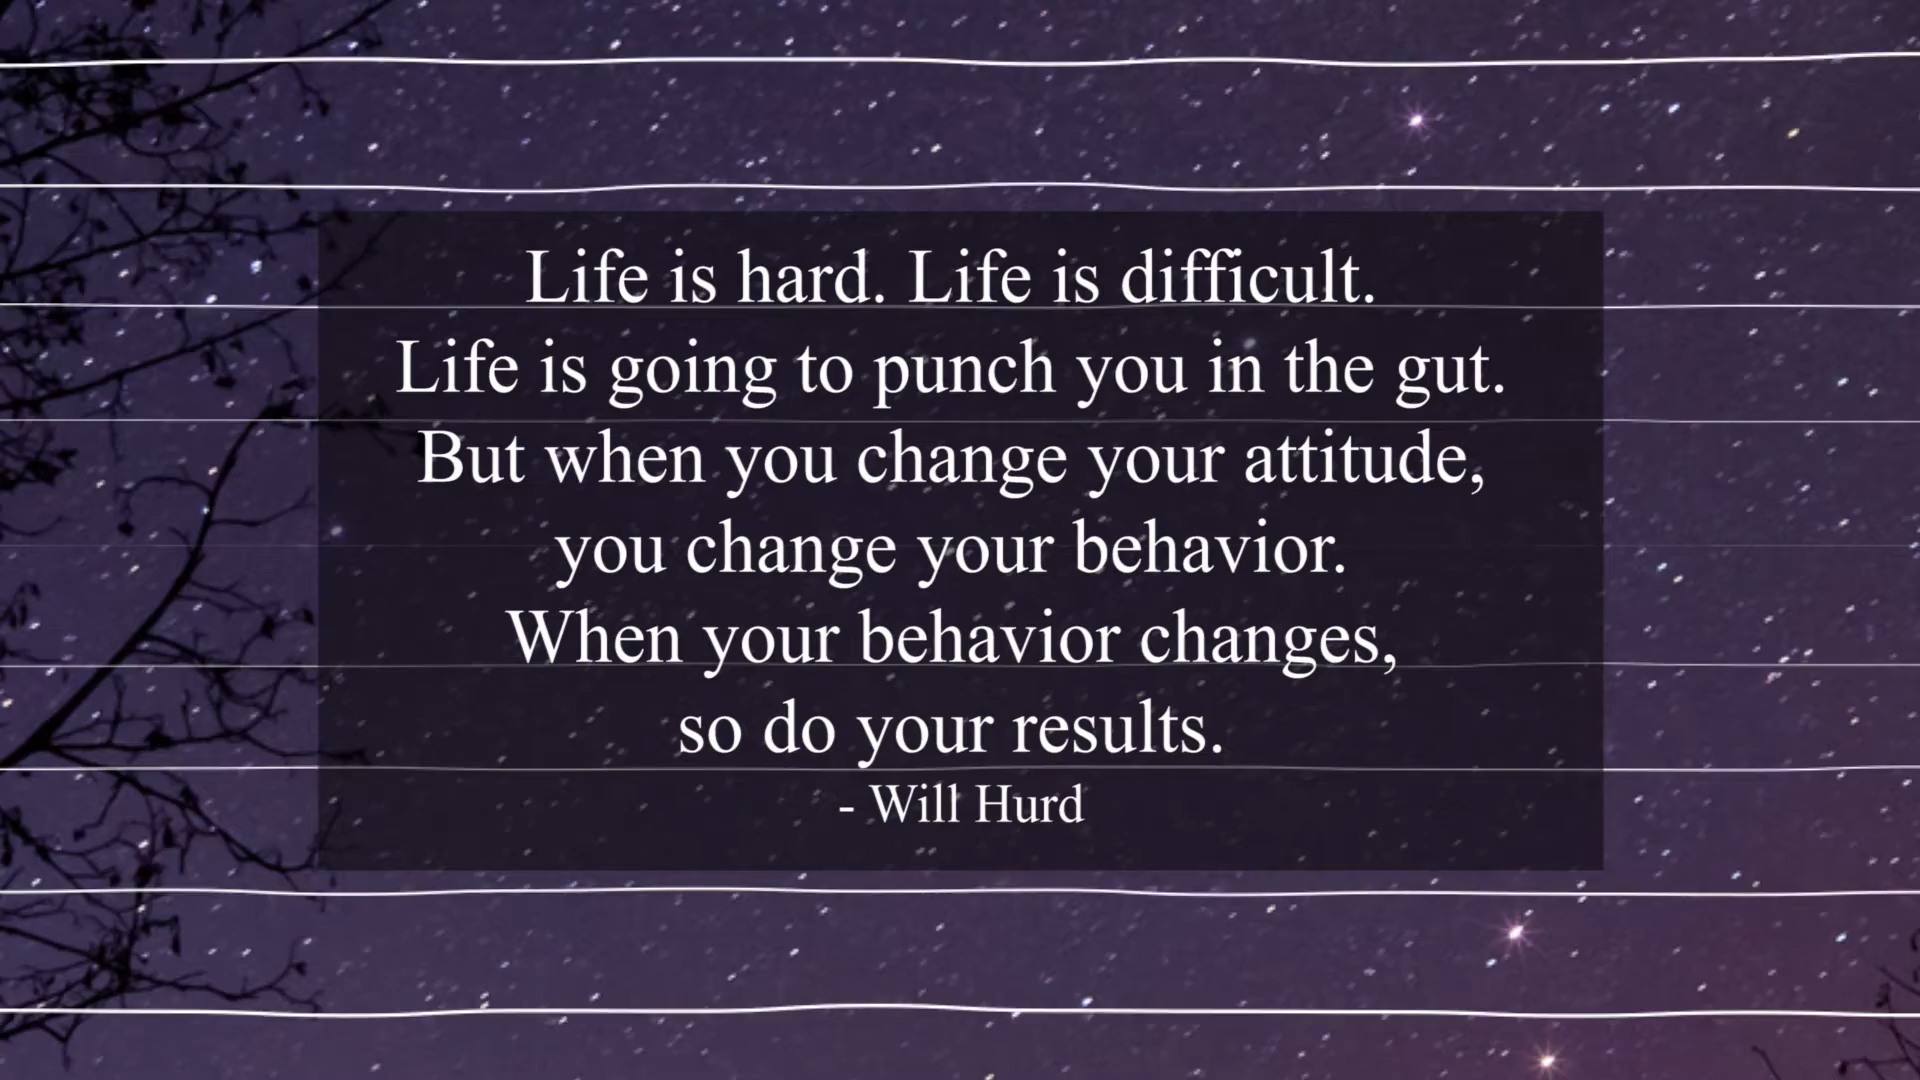 Life is hard. Life is difficult.
Life is going to punch you in the gut.
But when you change your attitude,
you change your behavior.
When your behavior changes,
so do your results.
- Will Hurd